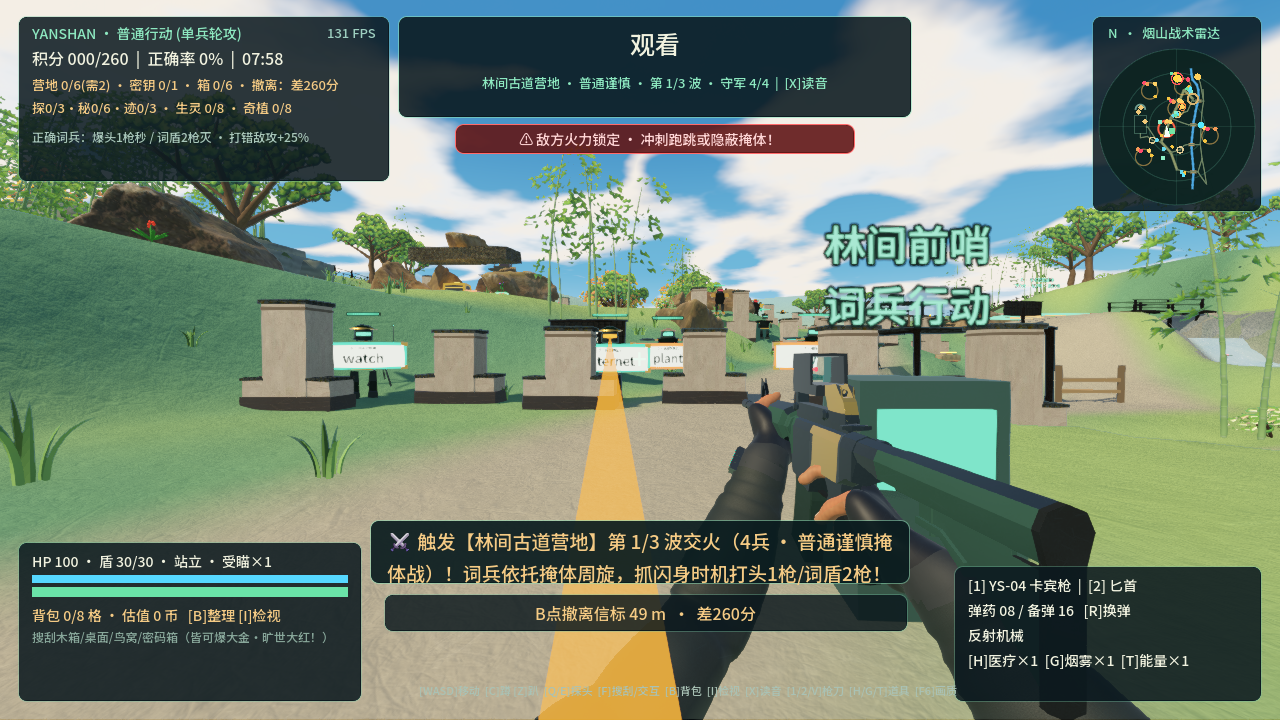 YANSHAN · 普通行动 (单兵轮攻) 131 FPS
积分 000/260 | 正确率 0% | 07:58
营地 0/6(需2) · 密钥 0/1 · 箱 0/6 · 撤离: 差260分
探0/3·秘0/6·迹0/3 · 生灵 0/8 · 奇植 0/8
正确词兵: 爆头1枪秒 / 词盾2枪灭 · 打错敌攻+25%
观看
林间古道营地 · 普通谨慎 · 第 1/3 波 · 守军 4/4 | [X]读音
⚠ 敌方火力锁定 · 冲刺跑跳或隐蔽掩体!
N · 烟山战术雷达
林间前哨
词兵行动
watch
ternet
plant
⚔ 触发【林间古道营地】第 1/3 波交火（4兵 · 普通谨慎掩
体战）！词兵依托掩体周旋，抓闪身时机打头1枪/词盾2枪!
B点撤离信标 49 m · 差260分
HP 100 · 盾 30/30 · 站立 · 受瞄×1
背包 0/8 格 · 估值 0 币 [B]整理 [I]检视
搜刮木箱/桌面/鸟窝/密码箱（皆可爆大金·旷世大红！）
[1] YS-04 卡宾枪 | [2] 匕首
弹药 08 / 备弹 16 [R]换弹
反射机械
[H]医疗×1 [G]烟雾×1 [T]能量×1